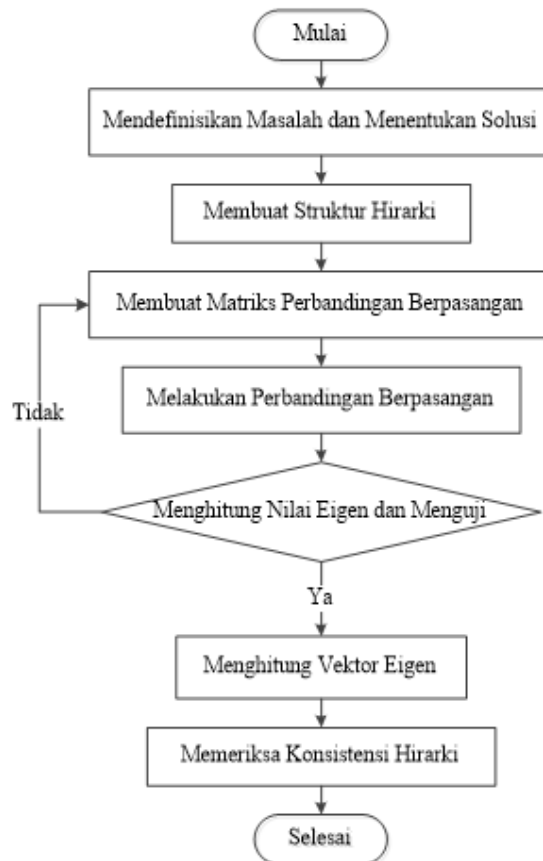 Mulai
Mendefinisikan Masalah dan Menentukan Solusi
Membuat Struktur Hirarki
Membuat Matriks Perbandingan Berpasangan
Melakukan Perbandingan Berpasangan
Tidak
Menghitung Nilai Eigen dan Menguji
Ya
Menghitung Vektor Eigen
Memeriksa Konsistensi Hirarki
Selesai